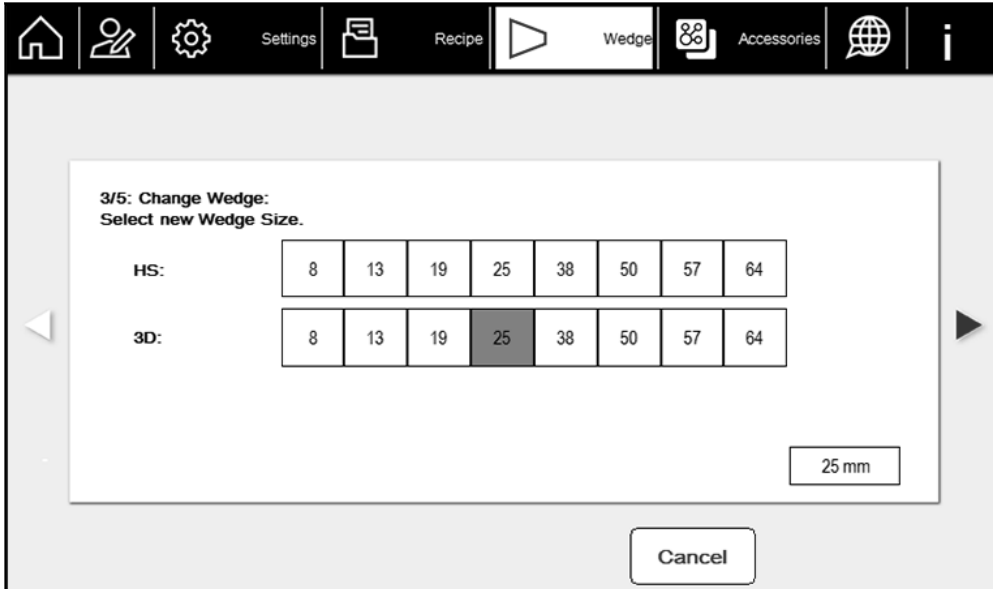 Settings Recipe Wedge Accessories i
3/5: Change Wedge:
Select new Wedge Size.
HS: 8 13 19 25 38 50 57 64
3D: 8 13 19 25 38 50 57 64
25 mm
Cancel